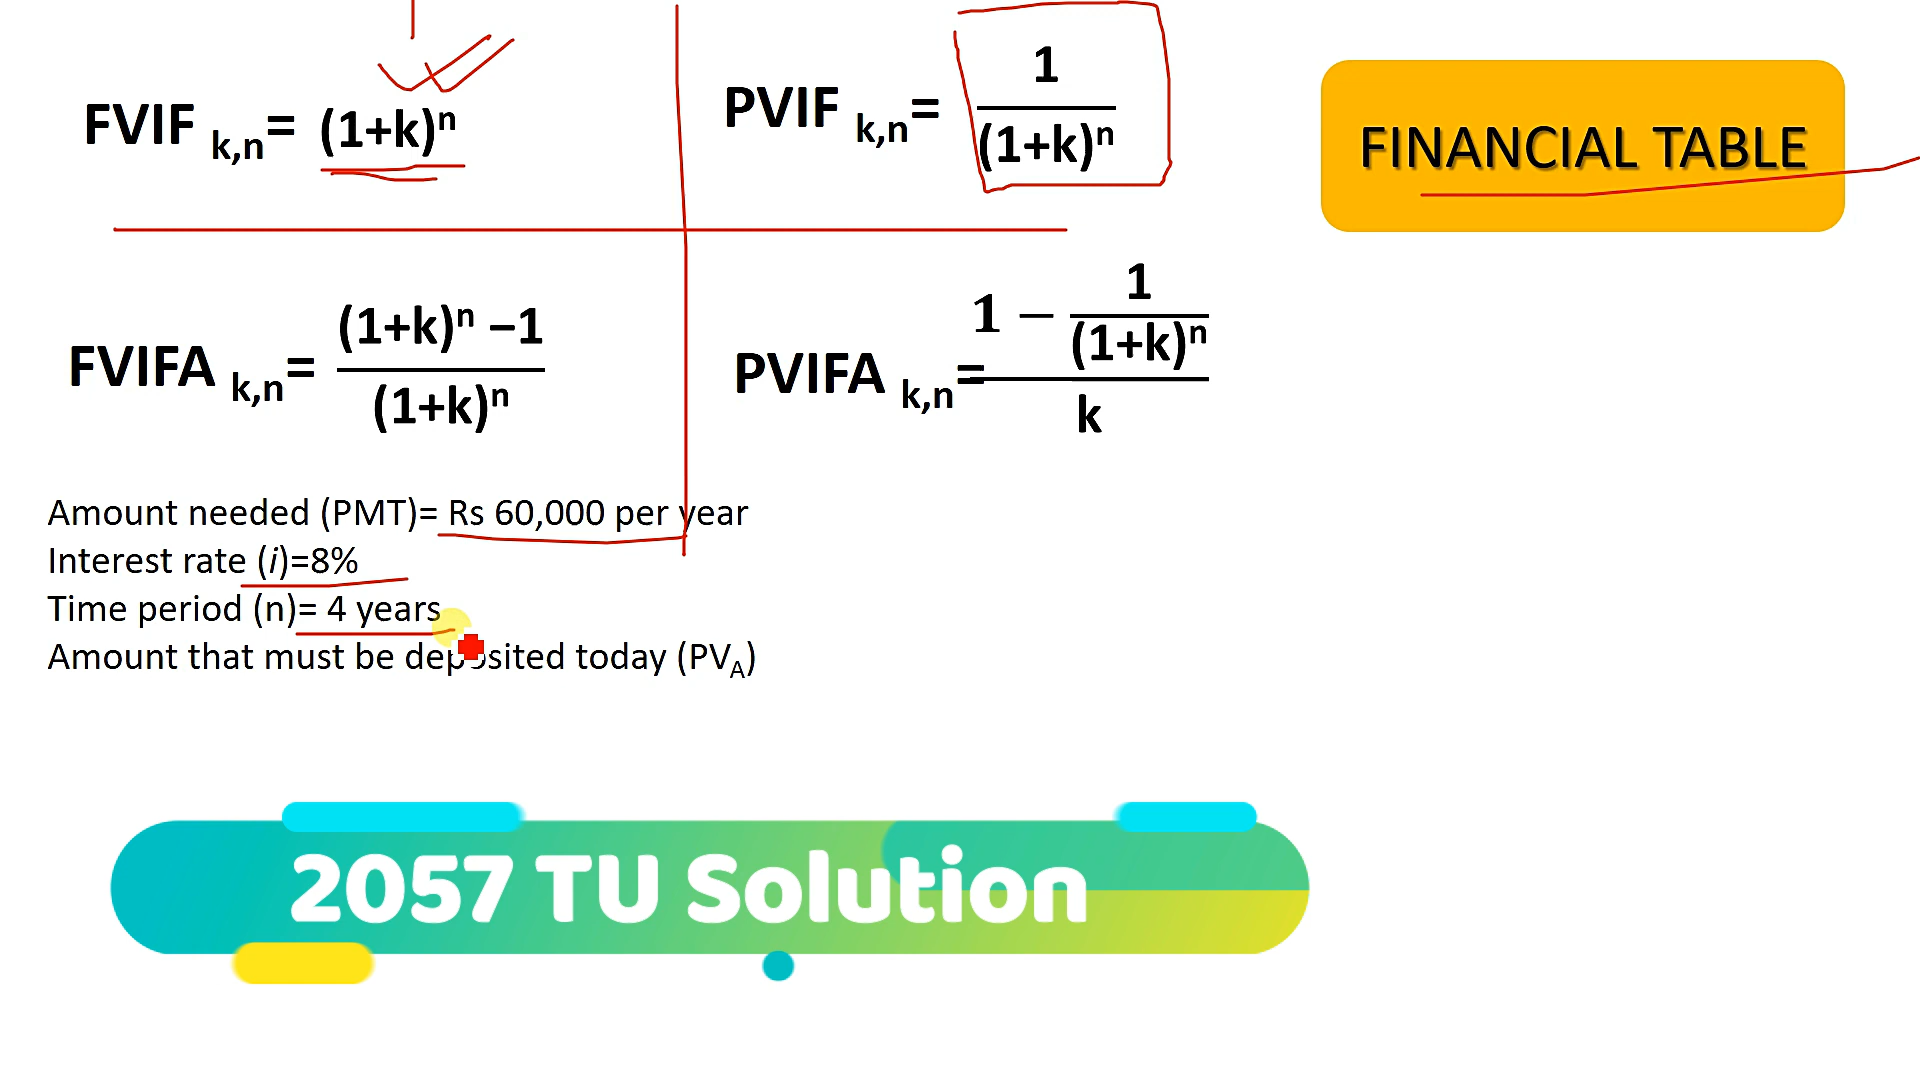 FVIF k,n= (1+k)ⁿ
PVIF k,n= 1
(1+k)ⁿ
FINANCIAL TABLE
FVIFA k,n= (1+k)ⁿ –1
(1+k)ⁿ
PVIFA k,n= 1 – 1
(1+k)ⁿ
k
Amount needed (PMT)= Rs 60,000 per year
Interest rate (i)=8%
Time period (n)= 4 years
Amount that must be deposited today (PVA)
2057 TU Solution